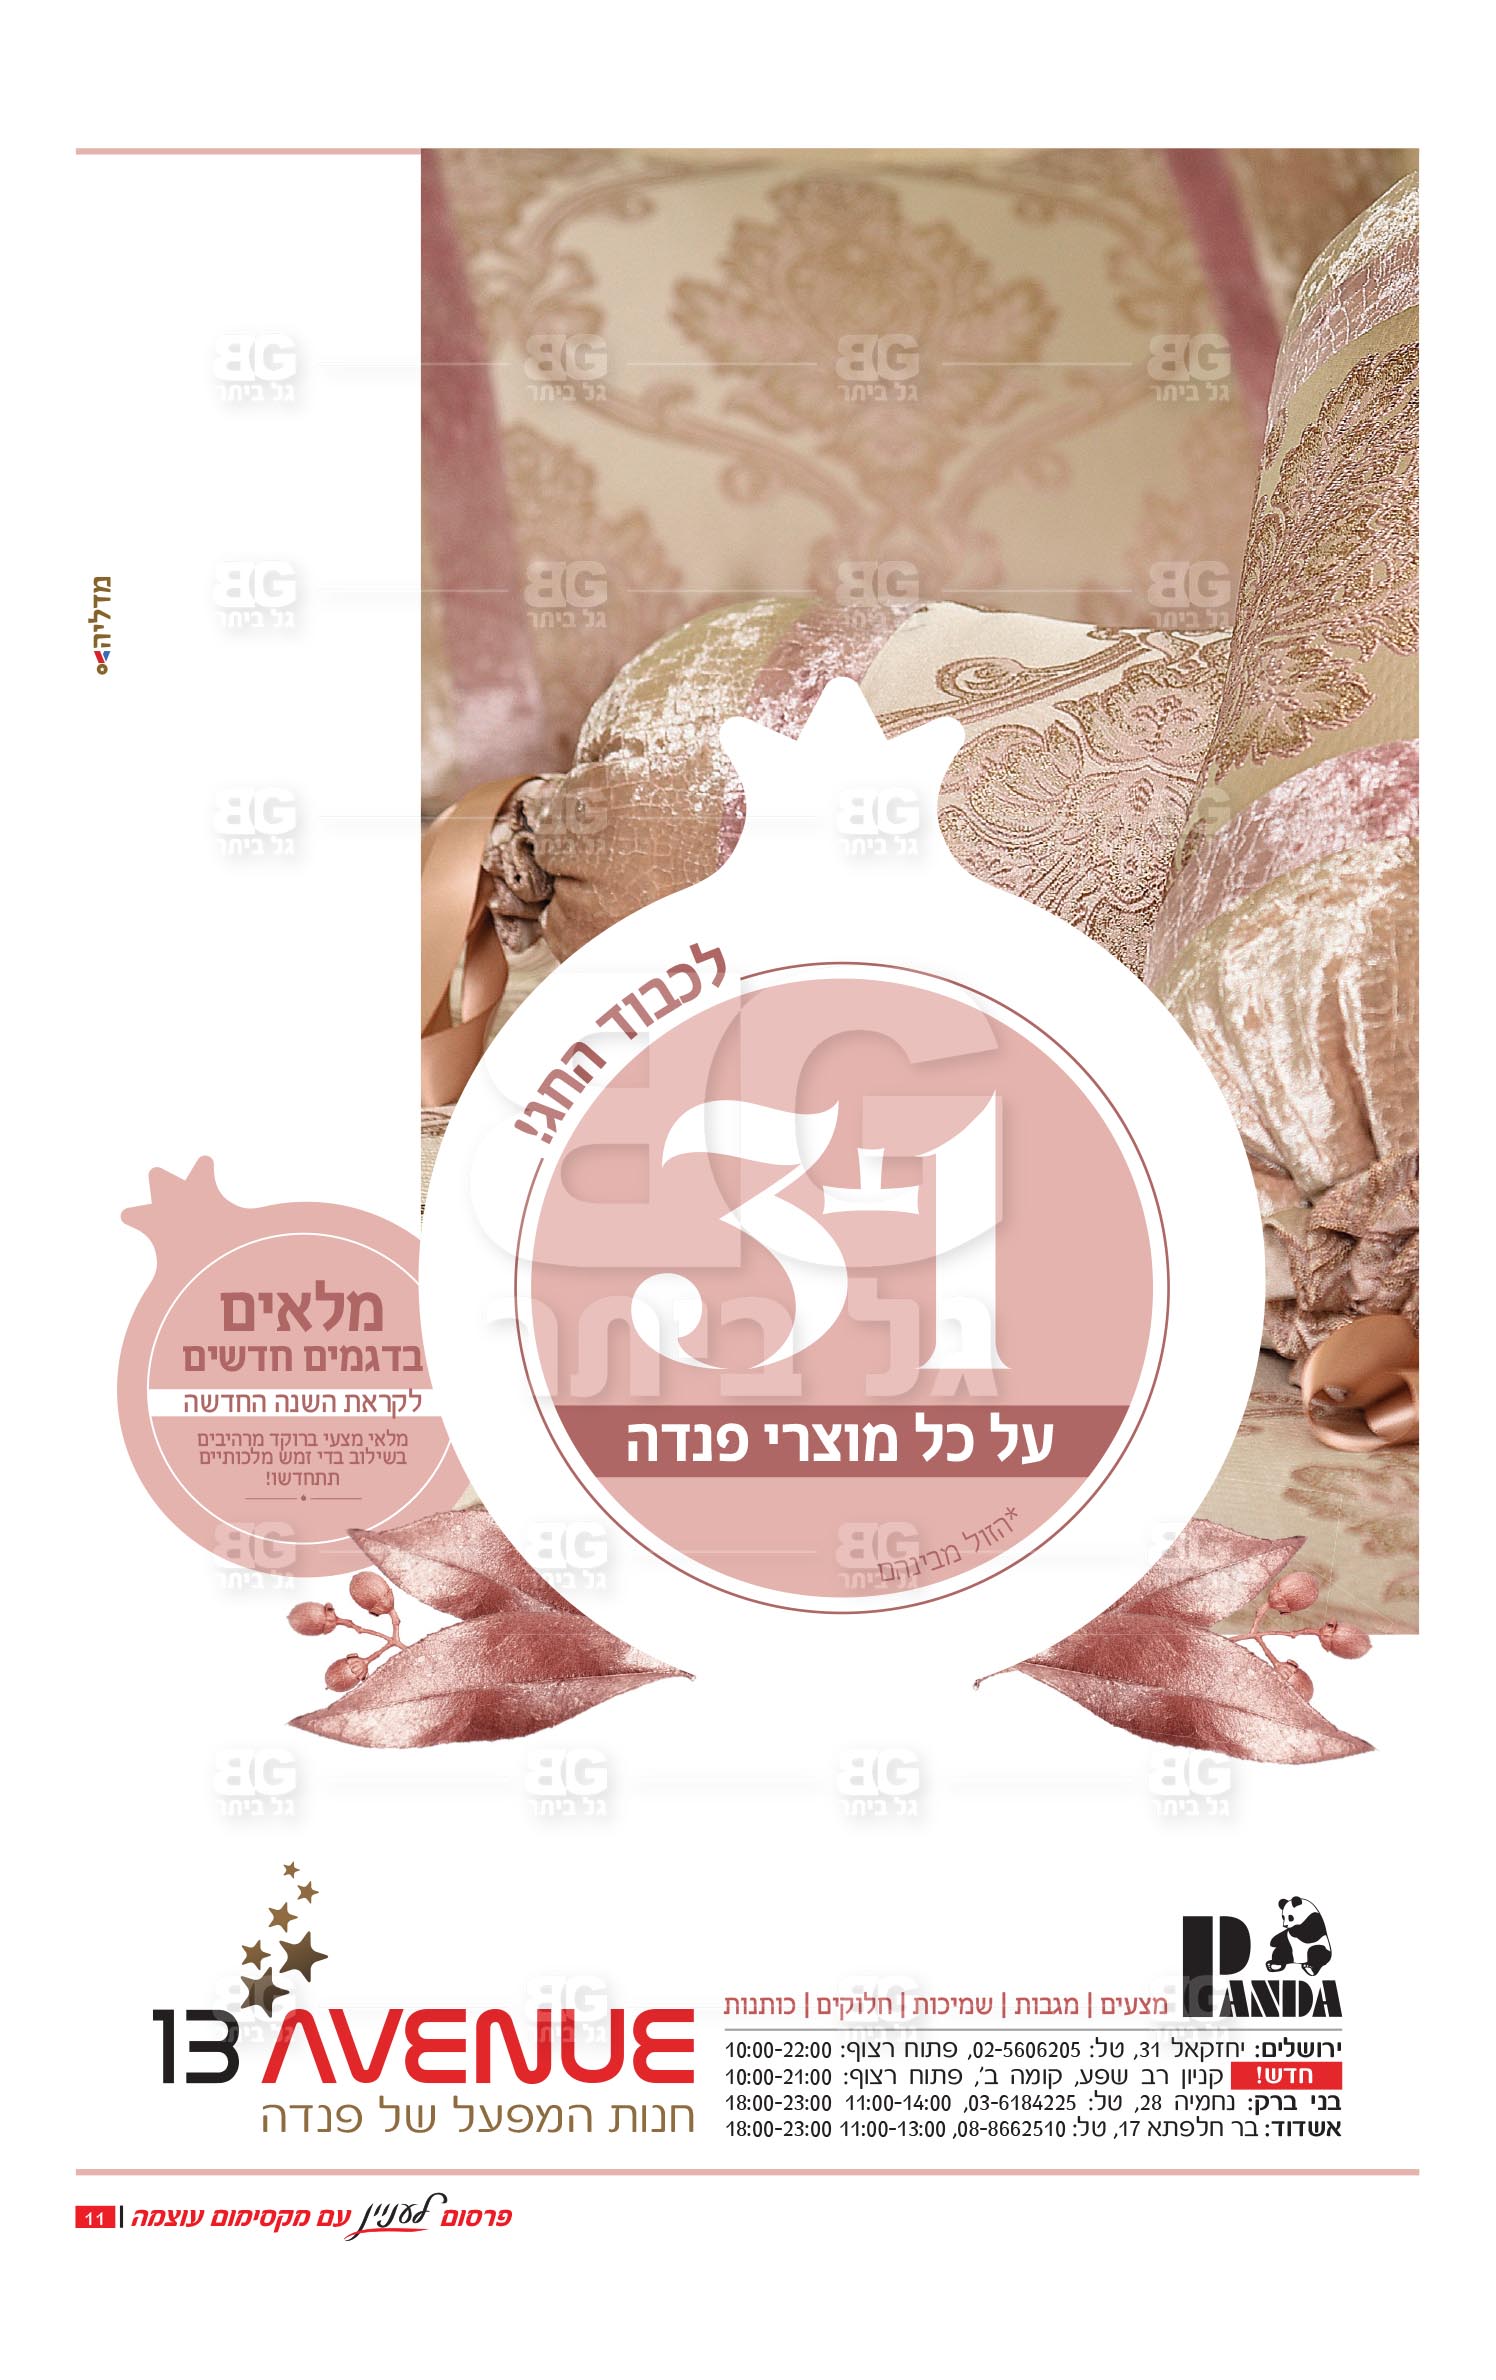 מדליה
לכבוד החג!
1+3
על כל מוצרי פנדה
*הזול מביניהם
מלאים
בדגמים חדשים
לקראת השנה החדשה
מלאי מצעי ברוקד מרהיבים
בשילוב בדי זמש מלכותיים
תתחדשו!
PANDA
מצעים | מגבות | שמיכות | חלוקים | כותנות
ירושלים: יחזקאל 31, טל: 02-5606205, פתוח רצוף: 10:00-22:00
חדש! קניון רב שפע, קומה ב', פתוח רצוף: 10:00-21:00
בני ברק: נחמיה 28, טל: 03-6184225, 11:00-14:00 18:00-23:00
אשדוד: בר חלפתא 17, טל: 08-8662510, 11:00-13:00 18:00-23:00
13 AVENUE
חנות המפעל של פנדה
פרסום לעניין עם מקסימום עוצמה | 11
BG
גל ביתר